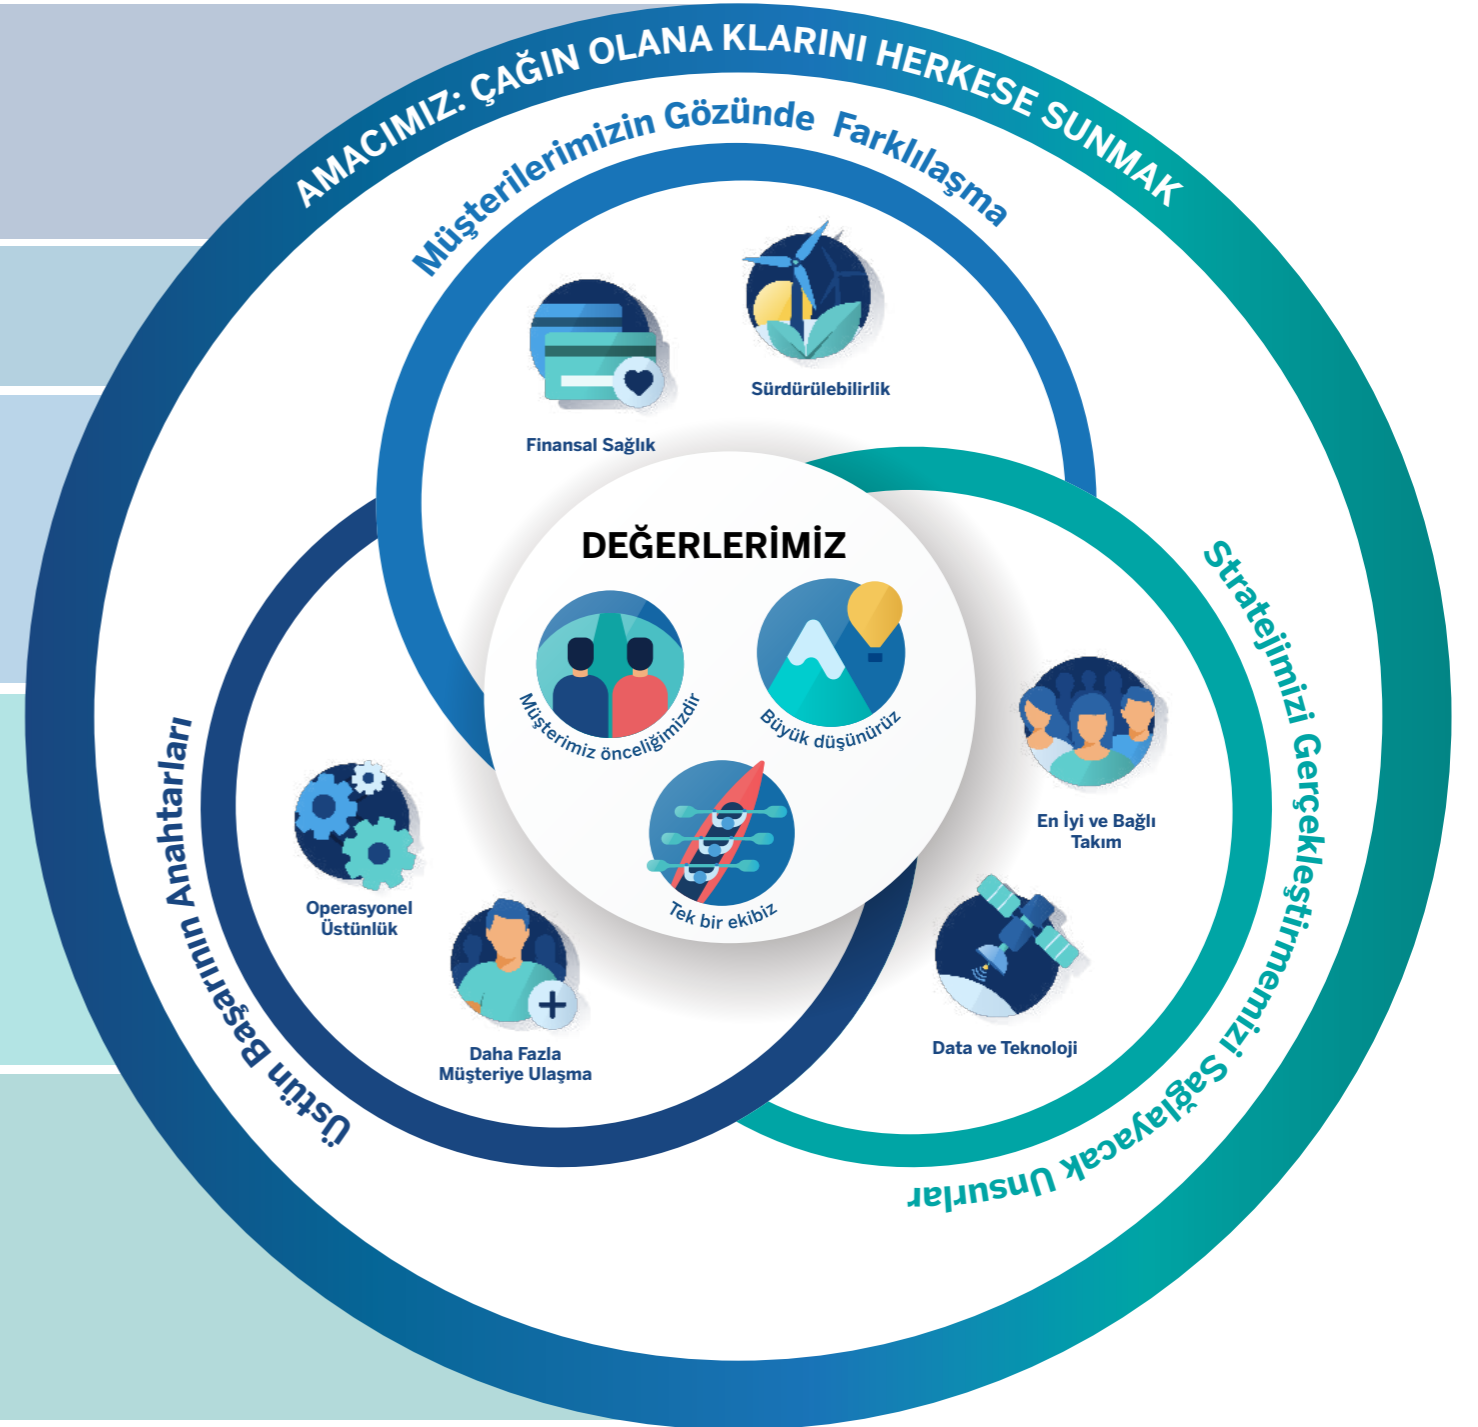 AMACIMIZ: ÇAĞIN OLANA KLARINI HERKESE SUNMAK
Müşterilerimizin Gözünde Farklılaşma
Finansal Sağlık
Sürdürülebilirlik
DEĞERLERİMİZ
Müşterimiz önceliğimizdir
Büyük düşünürüz
Tek bir ekibiz
Üstün Başarının Anahtarları
Operasyonel
Üstünlük
Daha Fazla
Müşteriye Ulaşma
Stratejimizi Gerçekleştirmemizi Sağlayacak Unsurlar
En İyi ve Bağlı
Takım
Data ve Teknoloji